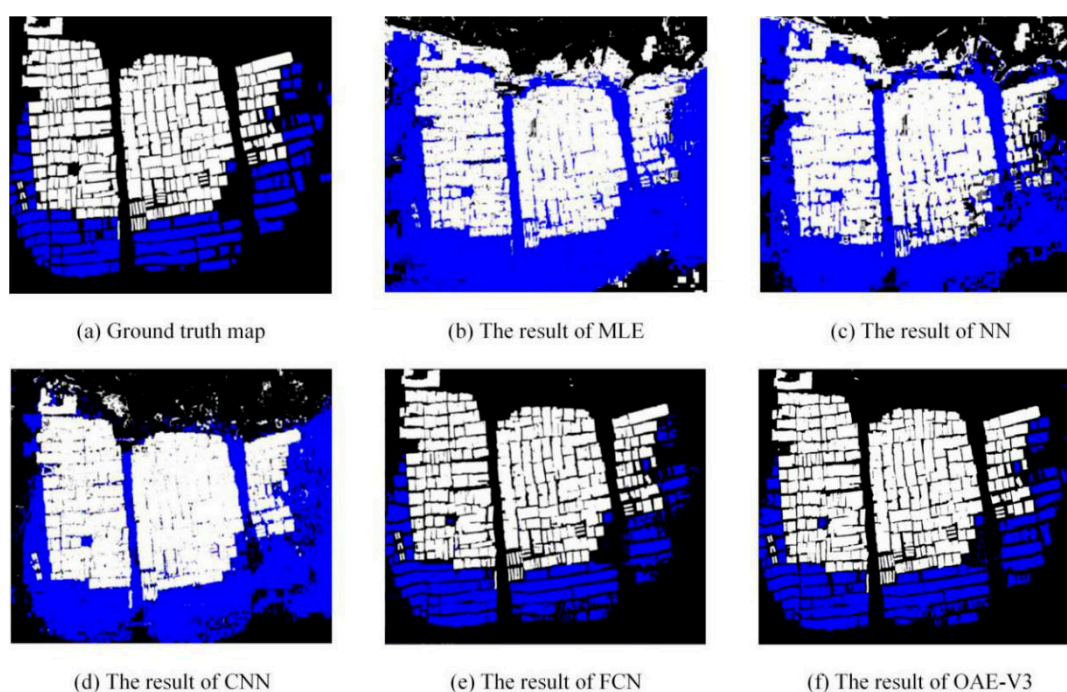 (a) Ground truth map
(b) The result of MLE
(c) The result of NN
(d) The result of CNN
(e) The result of FCN
(f) The result of OAE-V3